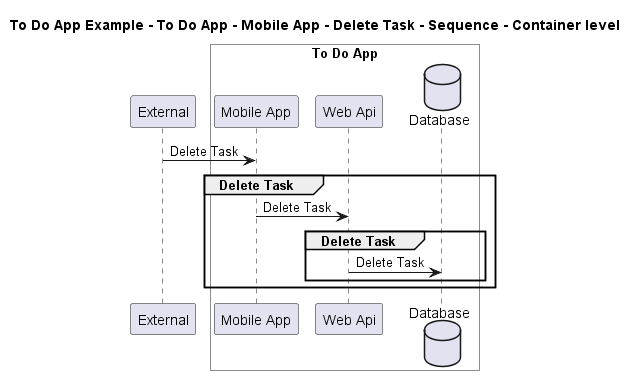 To Do App Example - To Do App - Mobile App - Delete Task - Sequence - Container level
To Do App
External
Mobile App
Web Api
Database
Delete Task
Delete Task
Delete Task
Delete Task
Delete Task
External
Mobile App
Web Api
Database